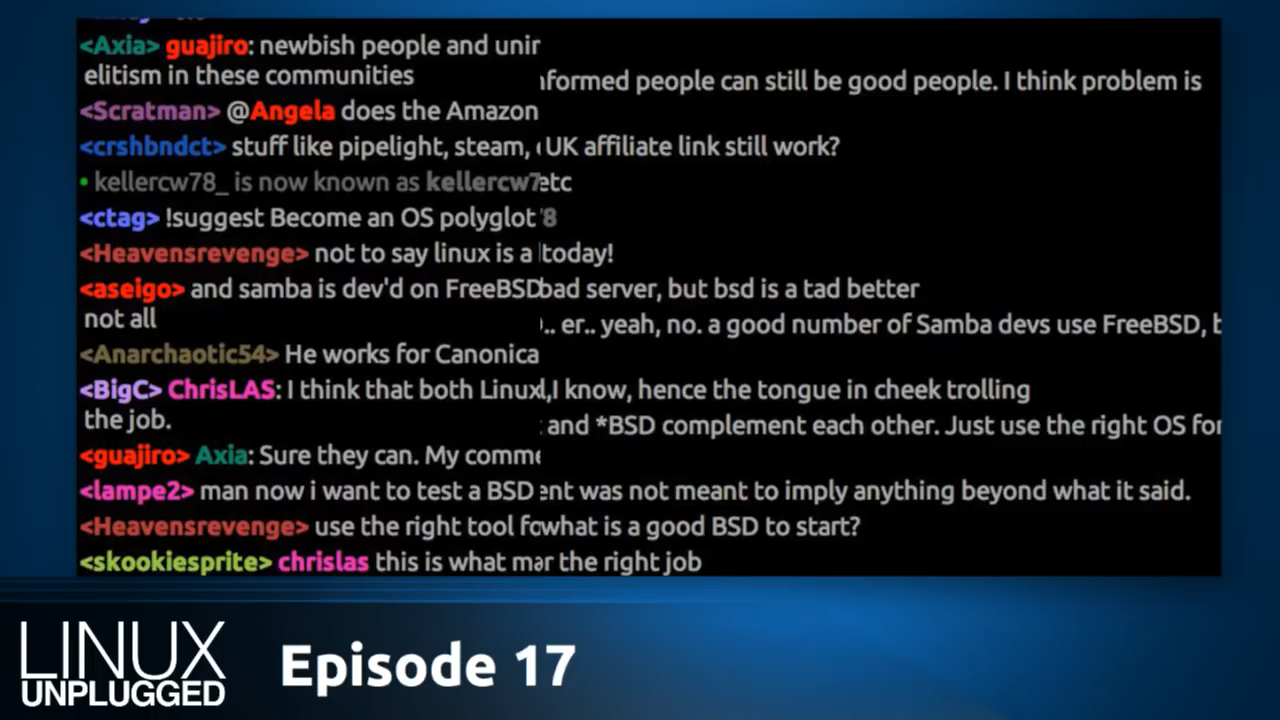 <Axia> guajiro: newbish people and uninformed people can still be good people. I think problem is
elitism in these communities
<Scratman> @Angela does the Amazon UK affiliate link still work?
<crshbndct> stuff like pipelight, steam, etc
• kellercw78_ is now known as kellercw78
<ctag> !suggest Become an OS polyglot today!
<Heavensrevenge> not to say linux is a bad server, but bsd is a tad better
<aseigo> and samba is dev'd on FreeBSD.. er.. yeah, no. a good number of Samba devs use FreeBSD, b
not all
<Anarchaotic54> He works for Canonical, I know, hence the tongue in cheek trolling
<BigC> ChrisLAS: I think that both Linux and *BSD complement each other. Just use the right OS for
the job.
<guajiro> Axia: Sure they can. My comment was not meant to imply anything beyond what it said.
<lampe2> man now i want to test a BSD what is a good BSD to start?
<Heavensrevenge> use the right tool for the right job
<skookiesprite> chrislas this is what ma
LINUX
UNPLUGGED
Episode 17